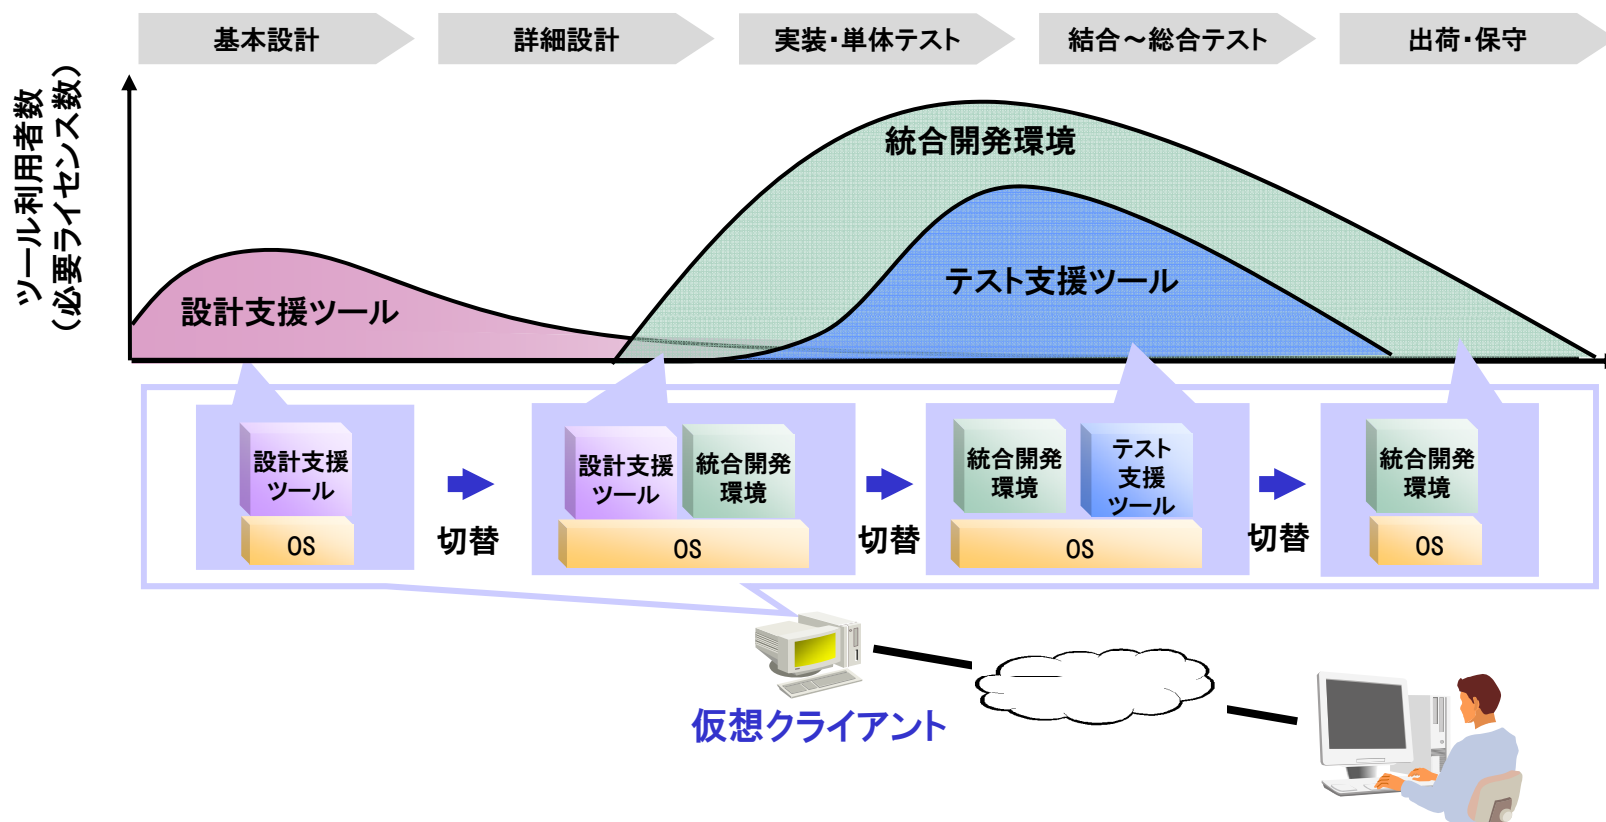 基本設計
詳細設計
実装・単体テスト
結合～総合テスト
出荷・保守
ツール利用者数
（必要ライセンス数）
統合開発環境
テスト支援ツール
設計支援ツール
設計支援
ツール
OS
切替
設計支援
ツール
統合開発
環境
OS
切替
統合開発
環境
テスト
支援
ツール
OS
切替
統合開発
環境
OS
仮想クライアント